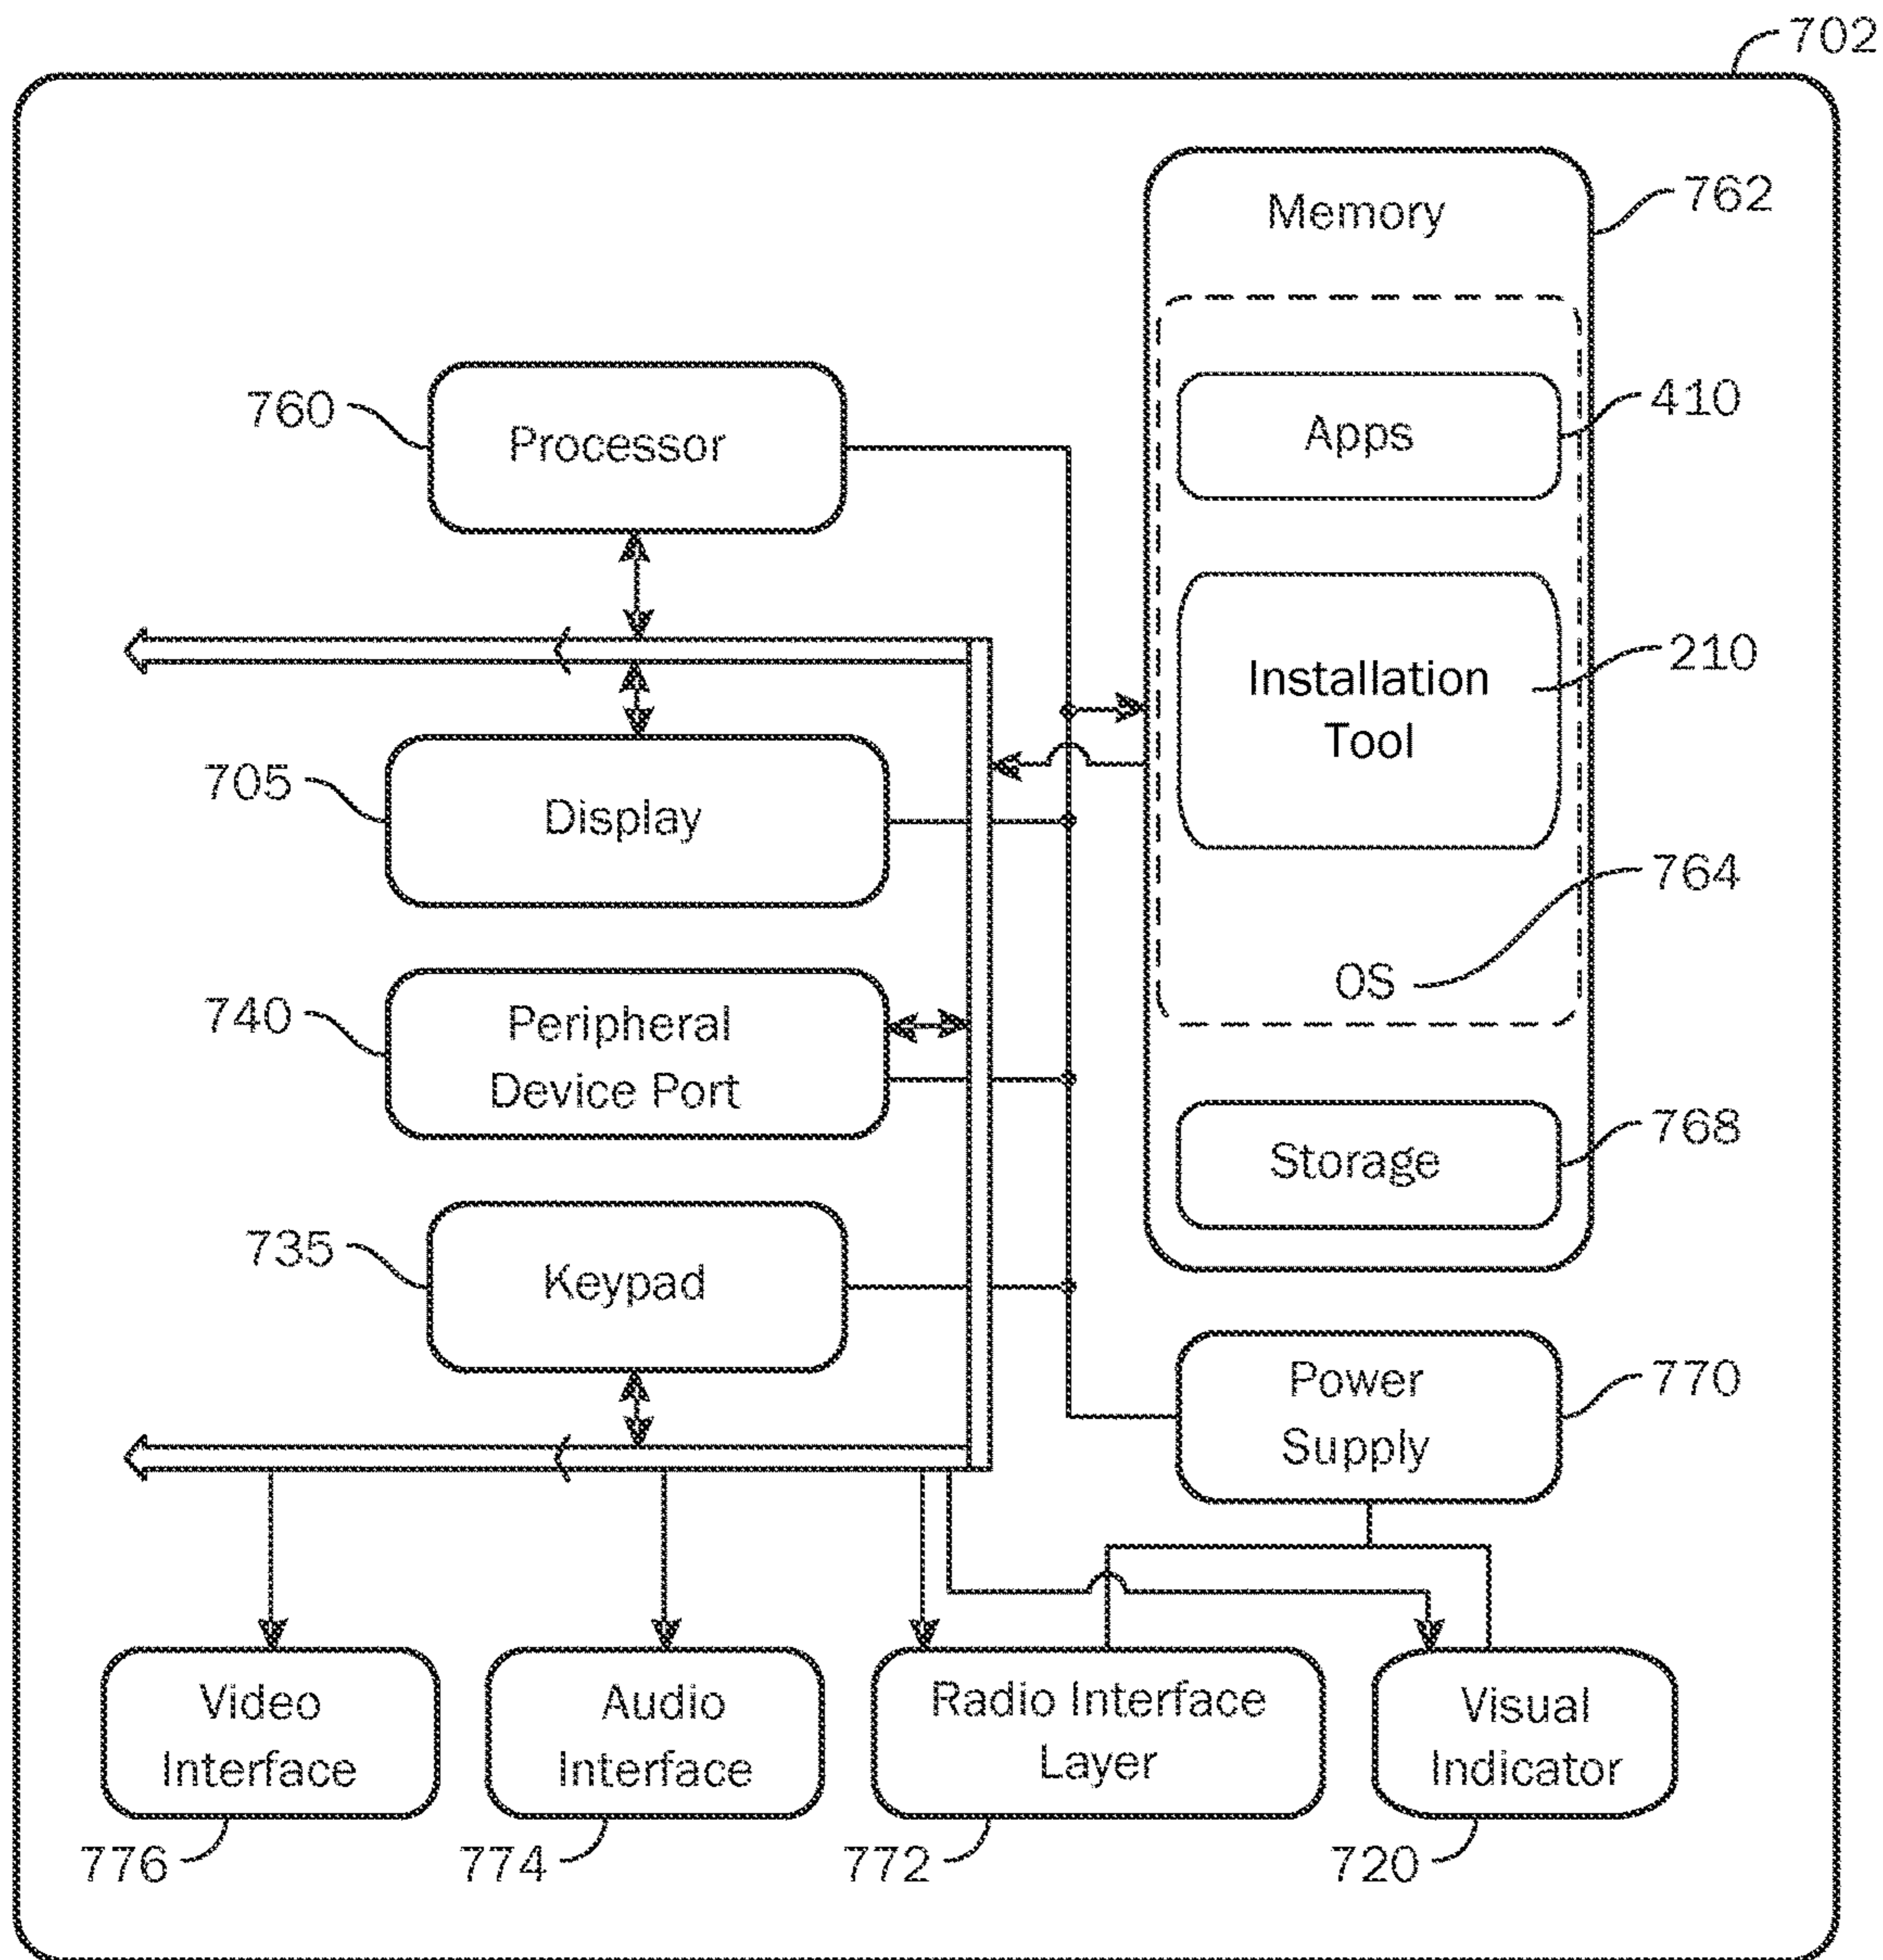 702
Memory
762
Apps
410
760
Processor
Installation
Tool
210
705
Display
764
OS
740
Peripheral
Device Port
Storage
768
735
Keypad
Power
Supply
770
Video
Interface
Audio
Interface
Radio Interface
Layer
Visual
Indicator
776
774
772
720